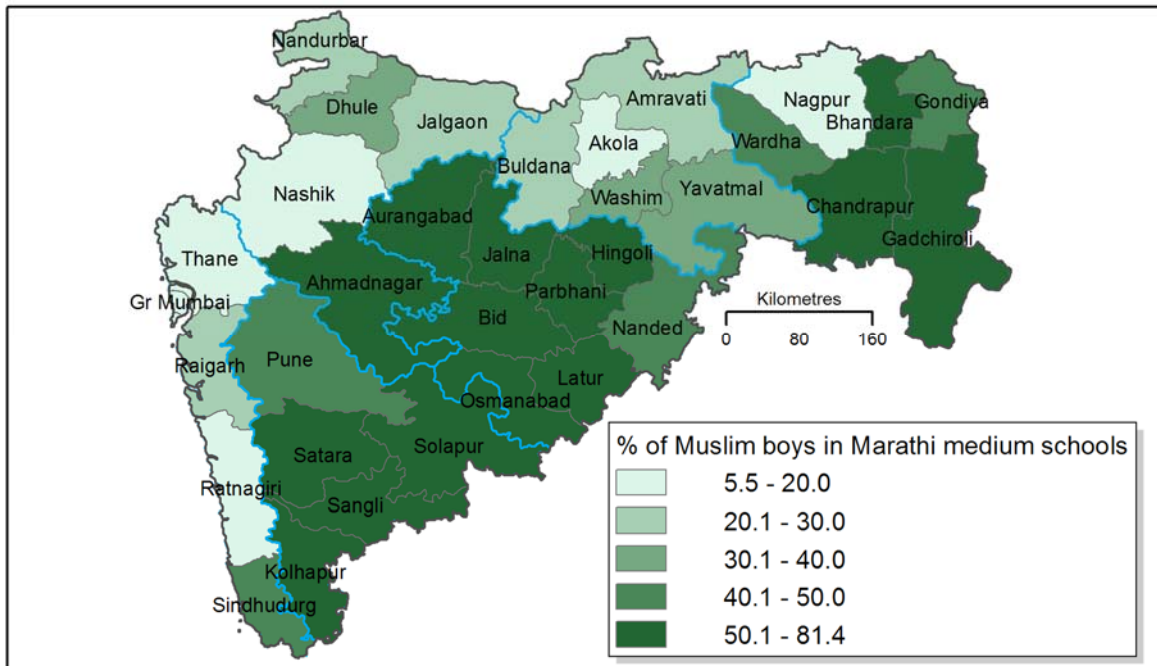 Nandurbar
Dhule
Jalgaon
Amravati
Nagpur
Gondiya
Bhandara
Akola
Wardha
Buldana
Nashik
Washim
Yavatmal
Aurangabad
Chandrapur
Gadchiroli
Thane
Jalna
Hingoli
Ahmadnagar
Parbhani
Gr Mumbai
Kilometres
Bid
Nanded
0 80 160
Pune
Raigarh
Latur
Osmanabad
Solapur
Satara
Ratnagiri
Sangli
Kolhapur
Sindhudurg
% of Muslim boys in Marathi medium schools
5.5 - 20.0
20.1 - 30.0
30.1 - 40.0
40.1 - 50.0
50.1 - 81.4